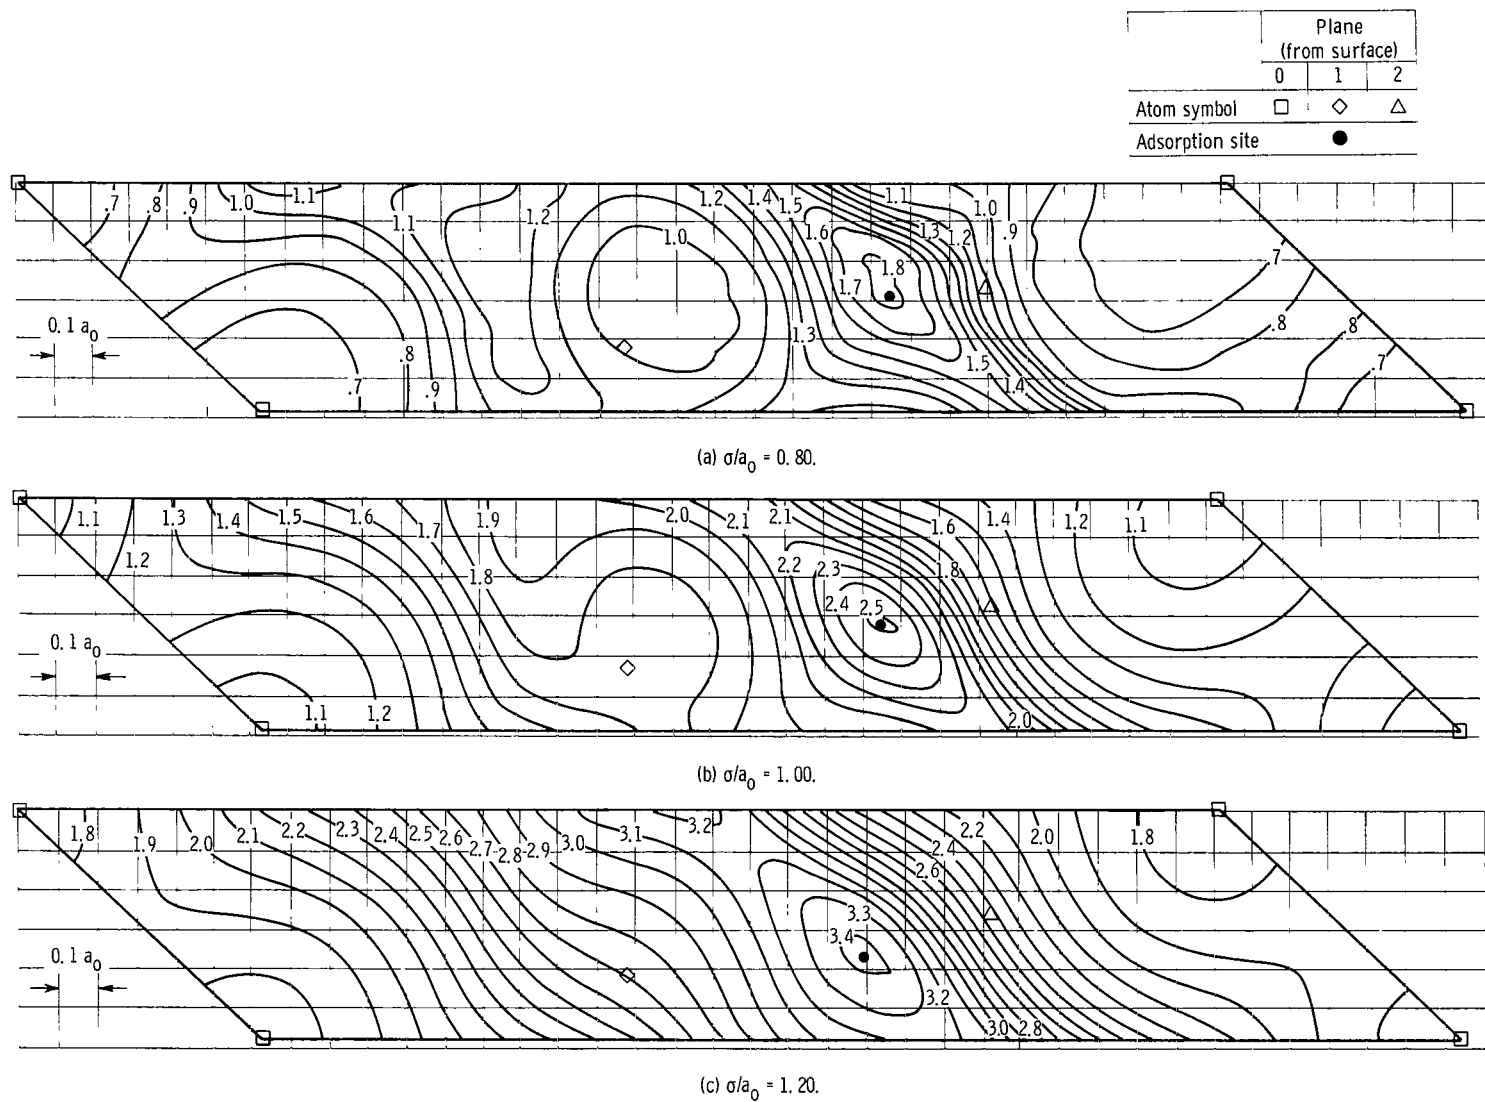 Plane
(from surface)
0 1 2
Atom symbol □ ◇ △
Adsorption site ●
.7 .8 .9 1.0 1.1 1.1 1.2 1.0 1.2 1.4 1.5 1.6 1.1 1.3 1.2 1.0 .9 .7
1.7 1.8
0.1 a₀
.7 .8 .9 1.3 1.5 1.4 .8 .8 .7
(a) σ/a₀ = 0.80.
1.1 1.3 1.4 1.5 1.6 1.7 1.9 2.0 2.1 2.1 1.6 1.4 1.2 1.1
1.2 1.8 2.2 2.3 1.8
2.4 2.5
0.1 a₀
1.1 1.2 2.0
(b) σ/a₀ = 1.00.
1.8 1.9 2.0 2.1 2.2 2.3 2.4 2.5 2.6 2.7 2.8 2.9 3.0 3.1 3.2 2.2 2.4 2.6 2.0 1.8
3.3
3.4
0.1 a₀
3.2
3.0 2.8
(c) σ/a₀ = 1.20.